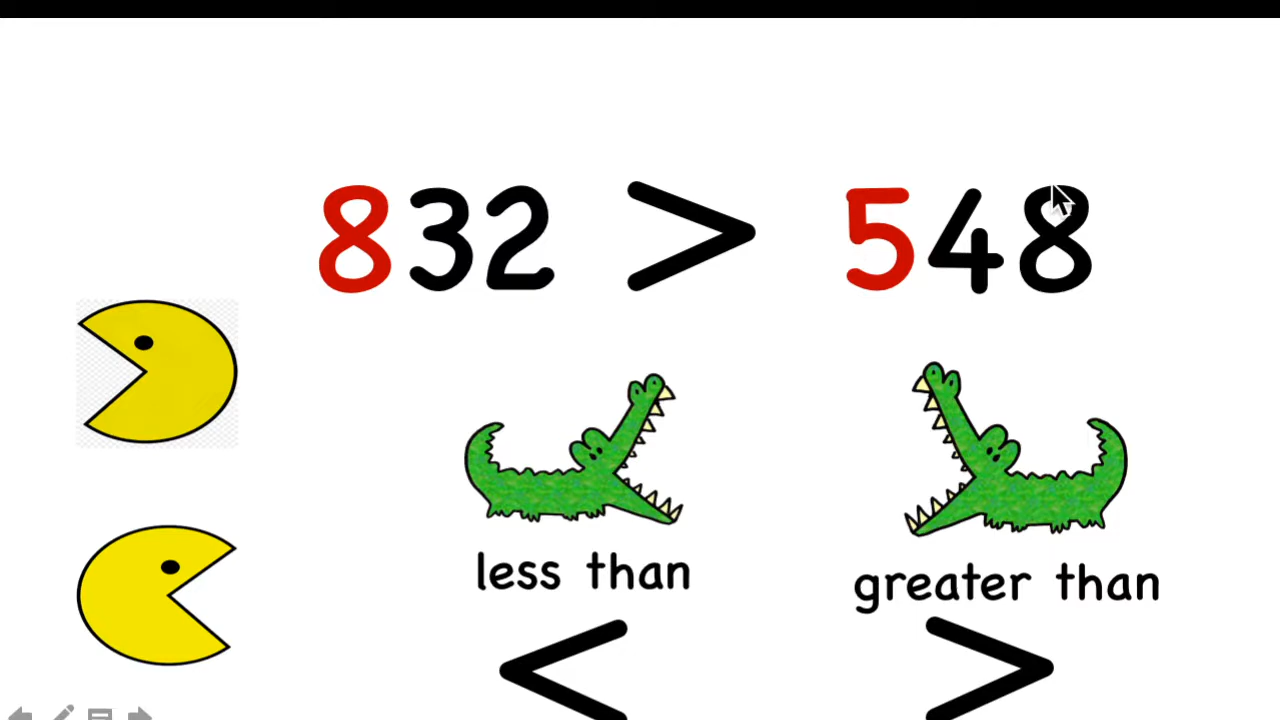 832 > 548
less than
greater than
< >